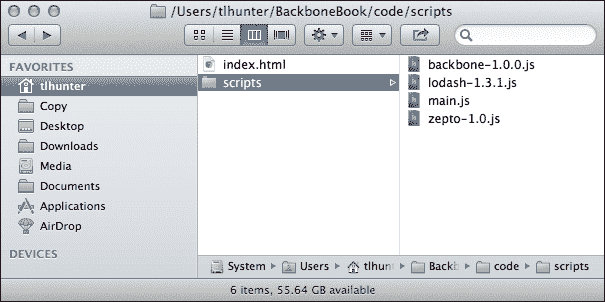 /Users/tlhunter/BackboneBook/code/scripts
FAVORITES
tlhunter
Copy
Desktop
Downloads
Media
Documents
Applications
AirDrop
DEVICES
index.html
scripts
backbone-1.0.0.js
lodash-1.3.1.js
main.js
zepto-1.0.js
System Users tlhun Backb code scripts
6 items, 55.64 GB available